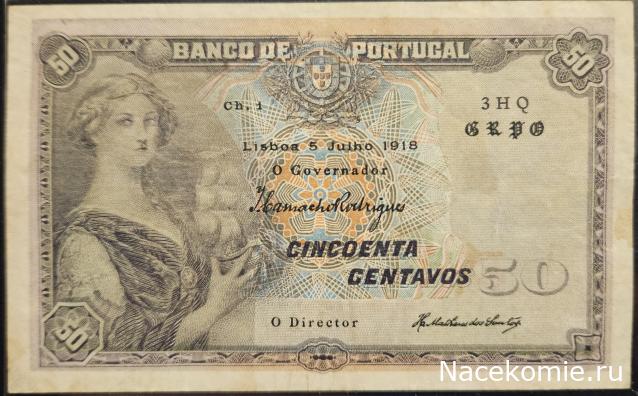 50 BANCO DE PORTUGAL 50
Ch. 1 3HQ
GRPO
Lisboa 5 Julho 1918
O Governador
CINCOENTA
CENTAVOS 50
50 O Director
Nacekomie.ru